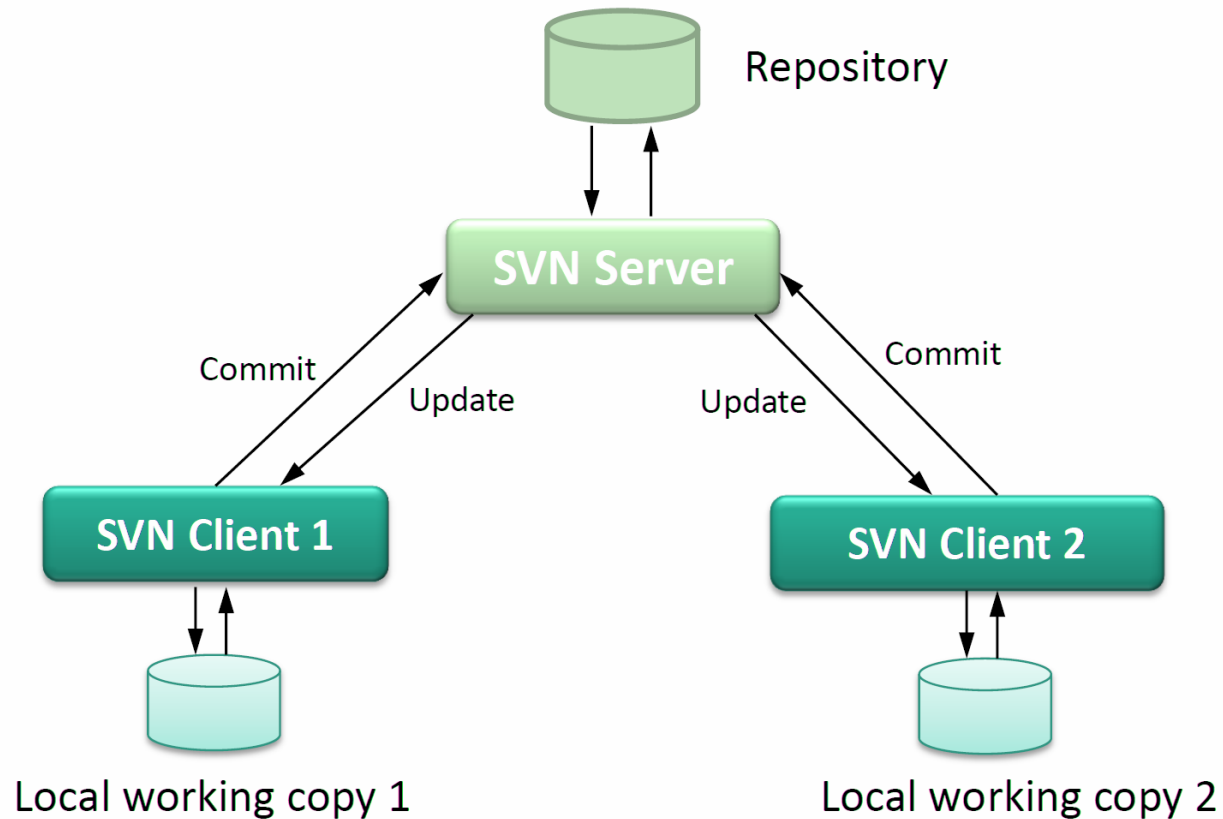 Repository
SVN Server
Commit
Update
Update
Commit
SVN Client 1
SVN Client 2
Local working copy 1
Local working copy 2